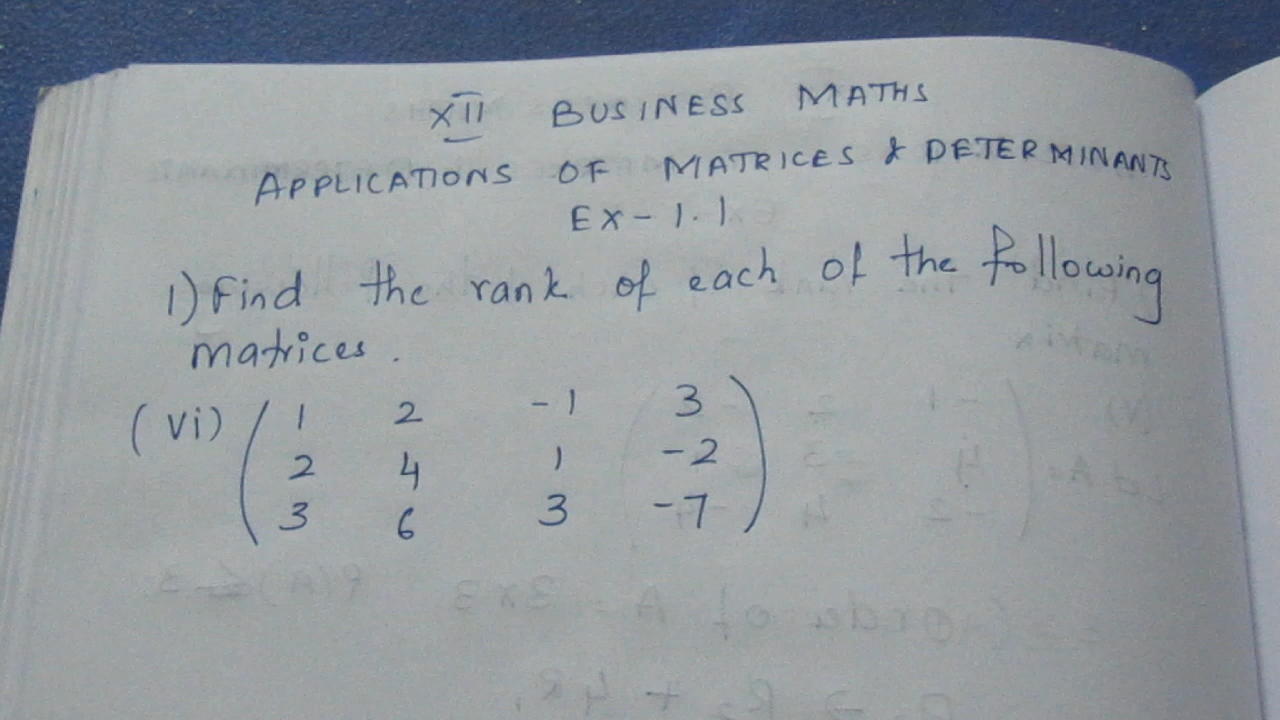 XII BUSINESS MATHS
APPLICATIONS OF MATRICES & DETERMINANTS
EX-1.1
1) Find the rank of each of the following
matrices.
(vi) ( 1 2 -1 3
2 4 1 -2
3 6 3 -7 )